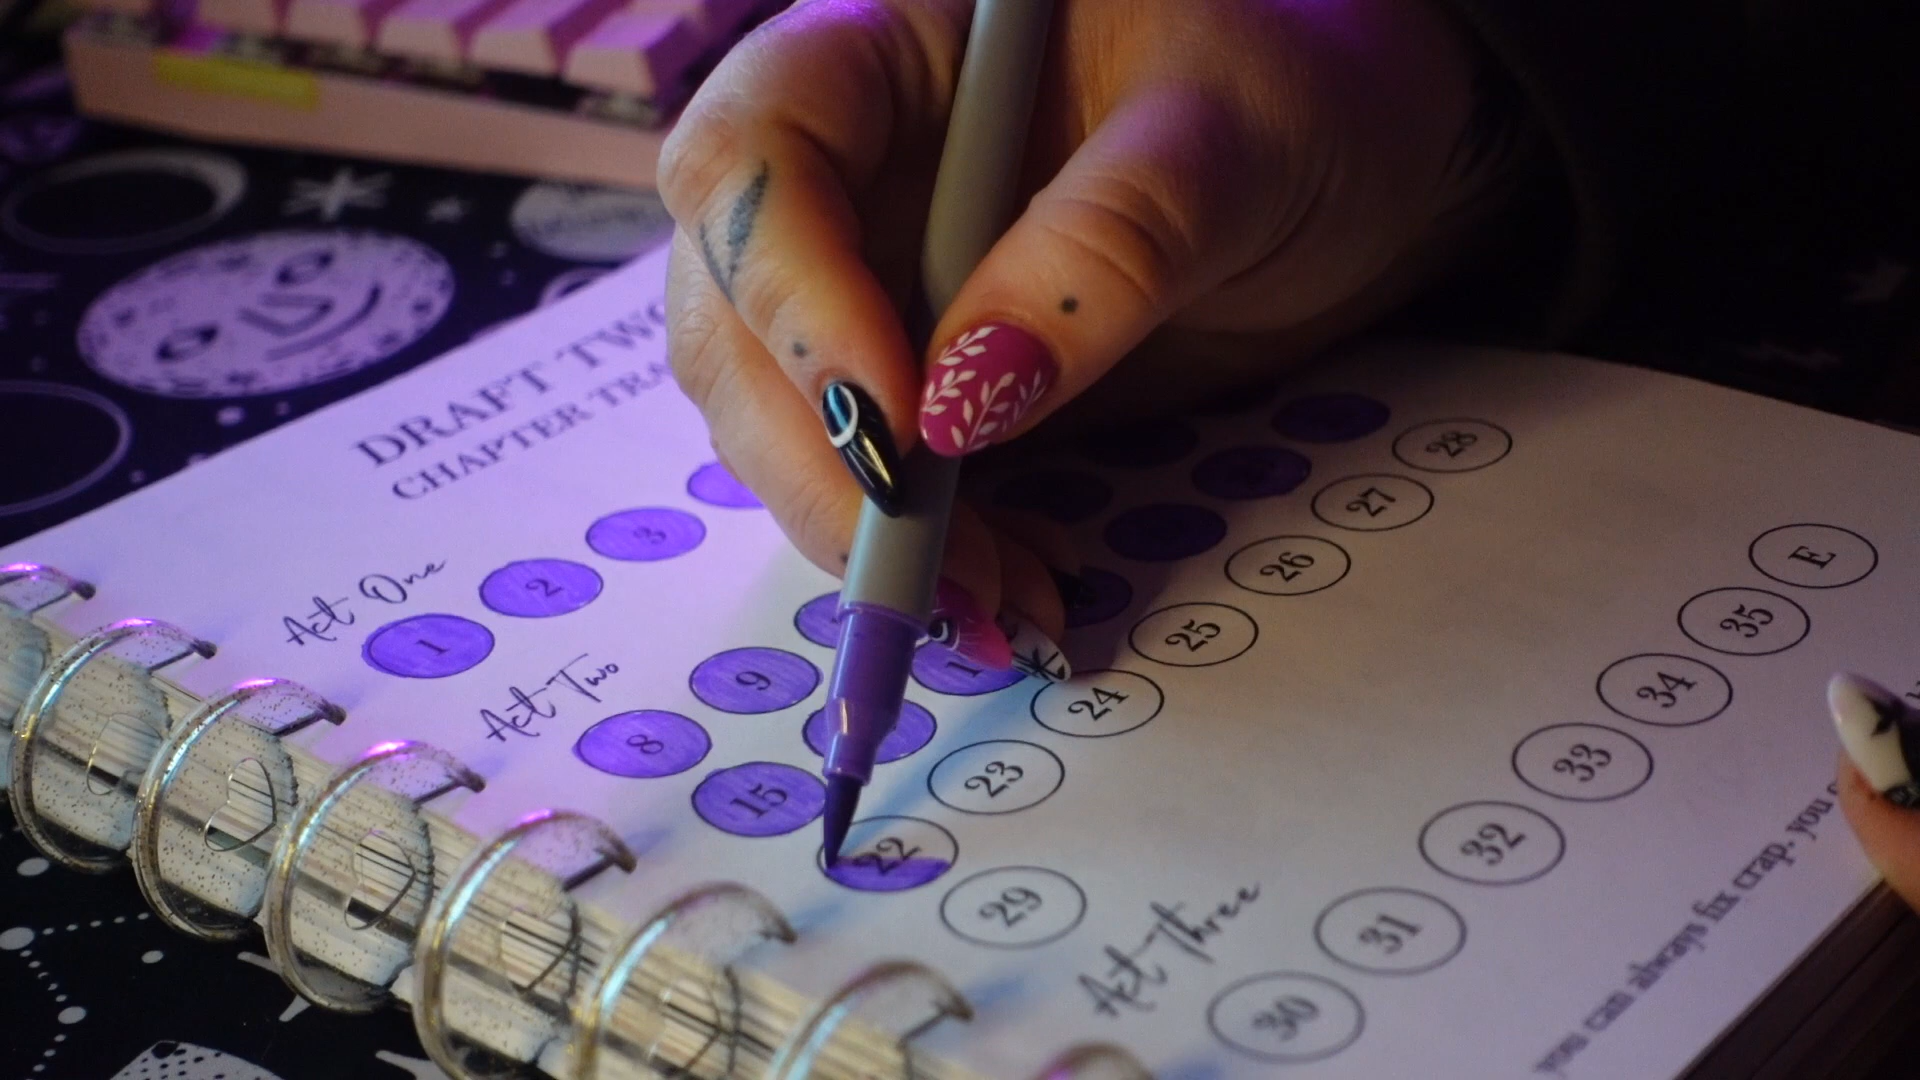 DRAFT TWO
CHAPTER
Act One
1 2 3
Act Two
8 9
15
22 23 24 25 26 27 28
29
Act Three
30 31 32 33 34 35 E
you can always fix crap. you